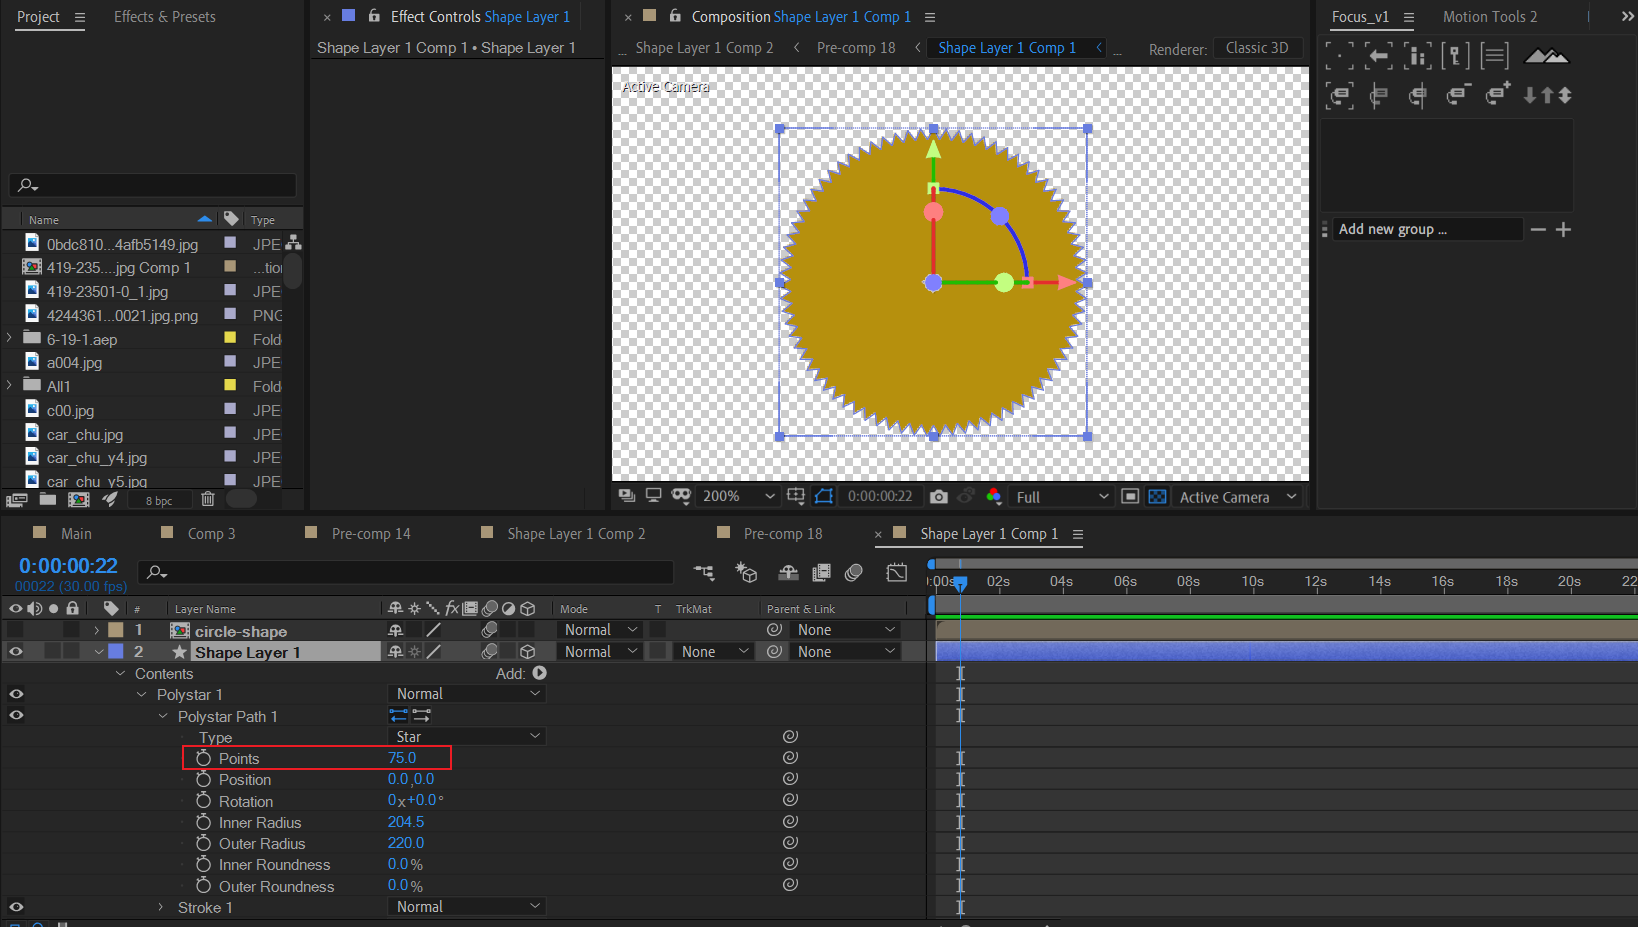 Project
Effects & Presets
Effect Controls Shape Layer 1
Composition Shape Layer 1 Comp 1
Focus_v1
Motion Tools 2
Shape Layer 1 Comp 1 • Shape Layer 1
... Shape Layer 1 Comp 2 < Pre-comp 18 < Shape Layer 1 Comp 1 < ...
Renderer: Classic 3D
Active Camera
Name Type
0bdc810...4afb5149.jpg JPE
419-235....jpg Comp 1 ...tion
419-23501-0_1.jpg JPE
4244361...0021.jpg.png PNG
6-19-1.aep Folde
a004.jpg JPE
All1 Folde
c00.jpg JPE
car_chu.jpg JPE
car_chu_y4.jpg JPE
car_chu_y5.jpg JPE
Add new group ...
8 bpc
200%
0:00:00:22
Full
Active Camera
Main
Comp 3
Pre-comp 14
Shape Layer 1 Comp 2
Pre-comp 18
Shape Layer 1 Comp 1
0:00:00:22
00022 (30.00 fps)
:00s 02s 04s 06s 08s 10s 12s 14s 16s 18s 20s 22s
# Layer Name fx Mode T TrkMat Parent & Link
1 circle-shape Normal None
2 Shape Layer 1 Normal None None
Contents Add:
Polystar 1 Normal
Polystar Path 1
Type Star
Points 75.0
Position 0.0,0.0
Rotation 0x+0.0°
Inner Radius 204.5
Outer Radius 220.0
Inner Roundness 0.0%
Outer Roundness 0.0%
Stroke 1 Normal